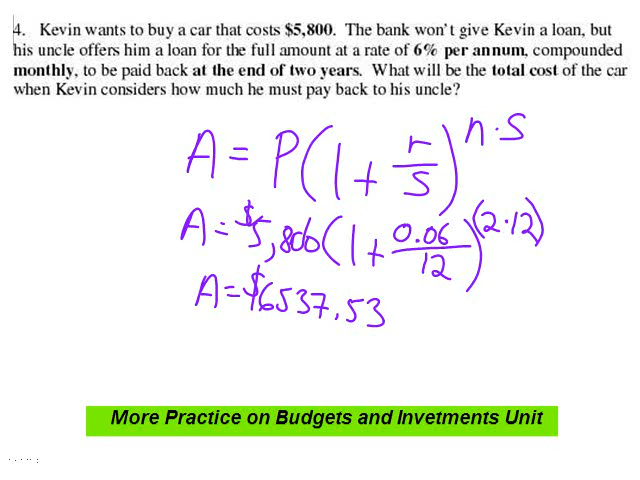 4. Kevin wants to buy a car that costs $5,800. The bank won't give Kevin a loan, but
his uncle offers him a loan for the full amount at a rate of 6% per annum, compounded
monthly, to be paid back at the end of two years. What will be the total cost of the car
when Kevin considers how much he must pay back to his uncle?
A = P(1 + r/s)^n·s
A = $5,800(1 + 0.06/12)^(2·12)
A = $6537.53
More Practice on Budgets and Invetments Unit